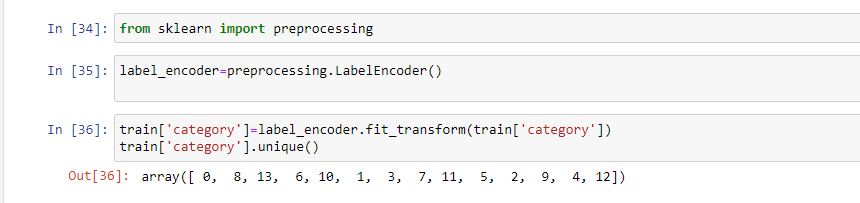 In [34]: from sklearn import preprocessing
In [35]: label_encoder=preprocessing.LabelEncoder()
In [36]: train['category']=label_encoder.fit_transform(train['category'])
train['category'].unique()
Out[36]: array([ 0,  8, 13,  6, 10,  1,  3,  7, 11,  5,  2,  9,  4, 12])